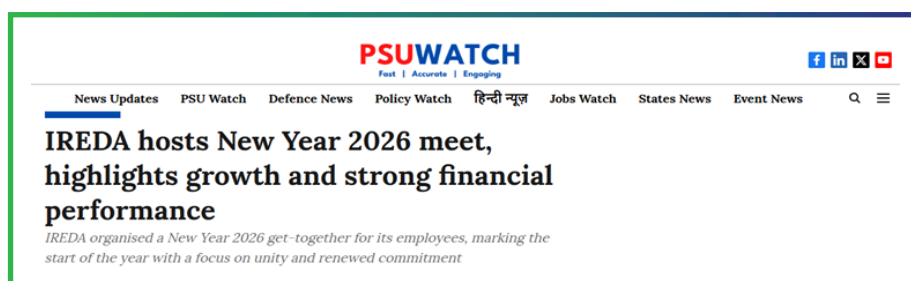 PSUWATCH
Fast | Accurate | Engaging
News Updates PSU Watch Defence News Policy Watch हिन्दी न्यूज़ Jobs Watch States News Event News
IREDA hosts New Year 2026 meet,
highlights growth and strong financial
performance
IREDA organised a New Year 2026 get-together for its employees, marking the
start of the year with a focus on unity and renewed commitment